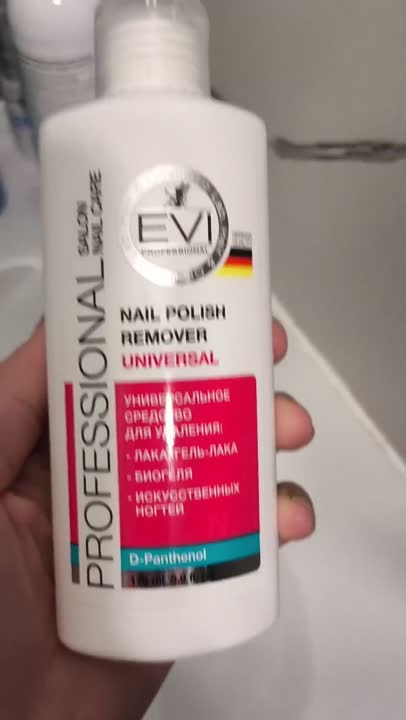 EVI
PROFESSIONAL
PROFESSIONAL
SALON
NAIL CARE
NAIL POLISH
REMOVER
UNIVERSAL
УНИВЕРСАЛЬНОЕ
СРЕДСТВО
ДЛЯ УДАЛЕНИЯ:
• ЛАКА, ГЕЛЬ-ЛАКА
• БИОГЕЛЯ
• ИСКУССТВЕННЫХ
НОГТЕЙ
D-Panthenol